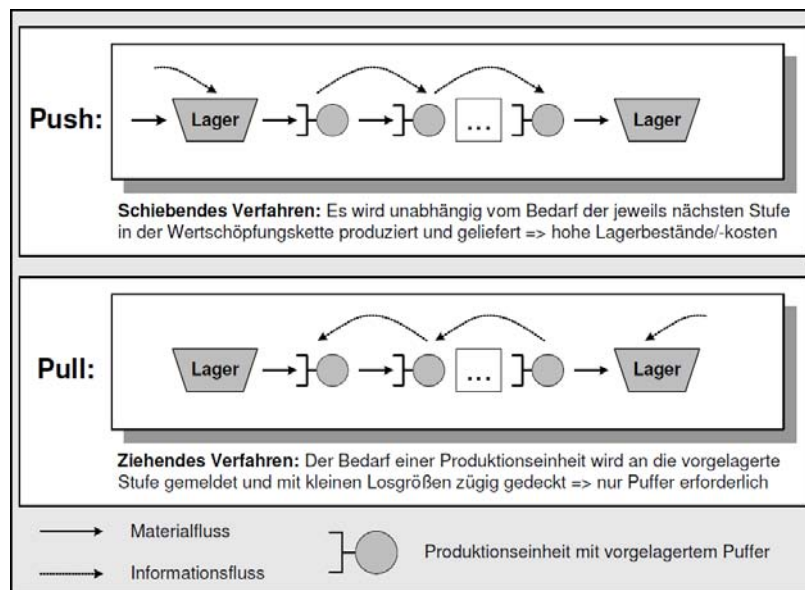 Push:
Lager
...
Lager
Schiebendes Verfahren: Es wird unabhängig vom Bedarf der jeweils nächsten Stufe
in der Wertschöpfungskette produziert und geliefert => hohe Lagerbestände/-kosten
Pull:
Lager
...
Lager
Ziehendes Verfahren: Der Bedarf einer Produktionseinheit wird an die vorgelagerte
Stufe gemeldet und mit kleinen Losgrößen zügig gedeckt => nur Puffer erforderlich
Materialfluss
Informationsfluss
Produktionseinheit mit vorgelagertem Puffer